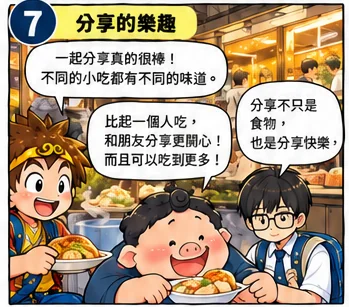 7 分享的樂趣
一起分享真的很棒！
不同的小吃都有不同的味道。
比起一個人吃，
和朋友分享更開心！
而且可以吃到更多！
分享不只是
食物，
也是分享快樂，